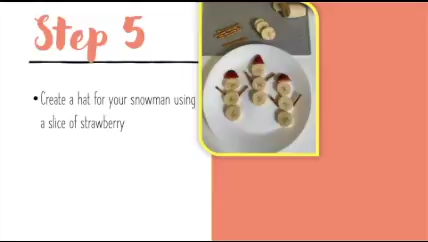 Step 5
• Create a hat for your snowman using
a slice of strawberry